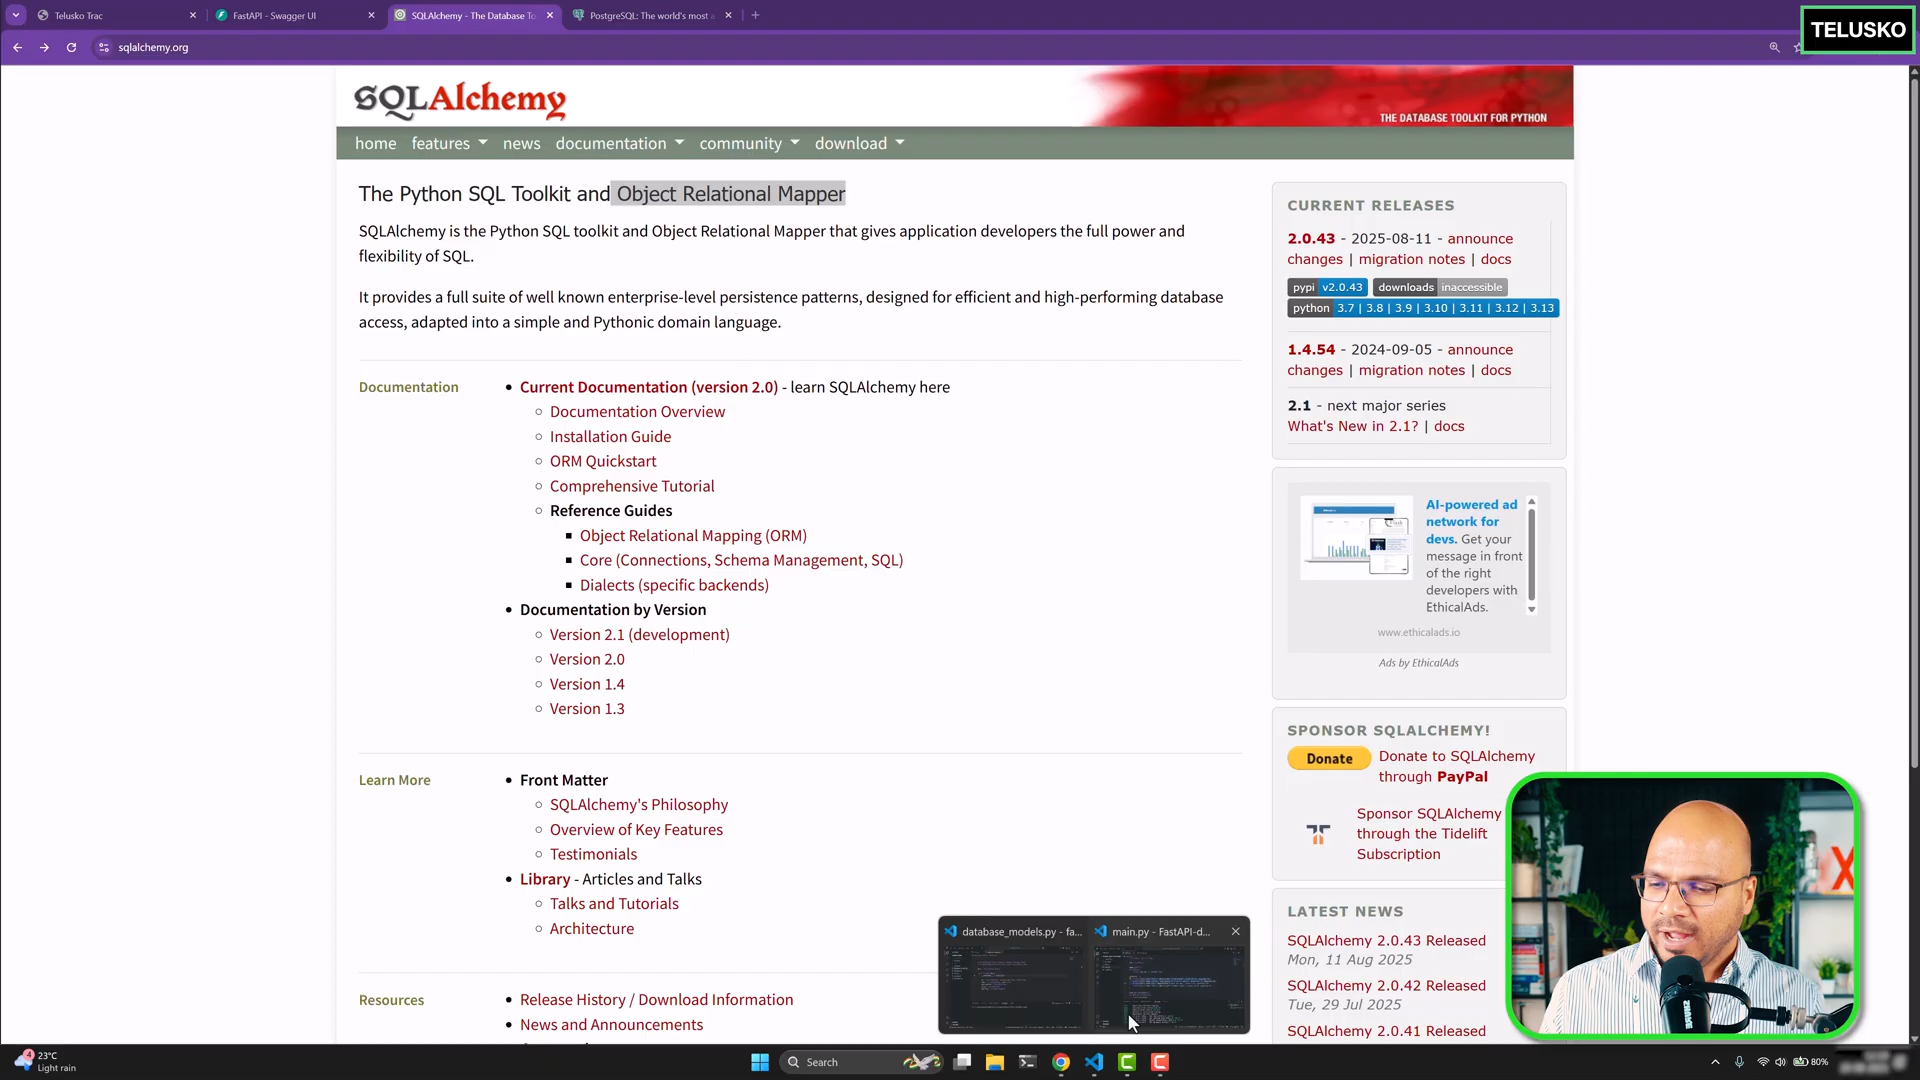 Telusko Trac
FastAPI - Swagger UI
SQLAlchemy - The Database To
PostgreSQL: The world's most a
TELUSKO
sqlalchemy.org
SQLAlchemy
THE DATABASE TOOLKIT FOR PYTHON
home features news documentation community download
The Python SQL Toolkit and Object Relational Mapper
SQLAlchemy is the Python SQL toolkit and Object Relational Mapper that gives application developers the full power and
flexibility of SQL.
It provides a full suite of well known enterprise-level persistence patterns, designed for efficient and high-performing database
access, adapted into a simple and Pythonic domain language.
Documentation
Current Documentation (version 2.0) - learn SQLAlchemy here
Documentation Overview
Installation Guide
ORM Quickstart
Comprehensive Tutorial
Reference Guides
Object Relational Mapping (ORM)
Core (Connections, Schema Management, SQL)
Dialects (specific backends)
Documentation by Version
Version 2.1 (development)
Version 2.0
Version 1.4
Version 1.3
Learn More
Front Matter
SQLAlchemy's Philosophy
Overview of Key Features
Testimonials
Library - Articles and Talks
Talks and Tutorials
Architecture
Resources
Release History / Download Information
News and Announcements
CURRENT RELEASES
2.0.43 - 2025-08-11 - announce
changes | migration notes | docs
pypi v2.0.43 downloads inaccessible
python 3.7 | 3.8 | 3.9 | 3.10 | 3.11 | 3.12 | 3.13
1.4.54 - 2024-09-05 - announce
changes | migration notes | docs
2.1 - next major series
What's New in 2.1? | docs
AI-powered ad
network for
devs. Get your
message in front
of the right
developers with
EthicalAds.
www.ethicalads.io
Ads by EthicalAds
SPONSOR SQLALCHEMY!
Donate
Donate to SQLAlchemy
through PayPal
Sponsor SQLAlchemy
through the Tidelift
Subscription
LATEST NEWS
SQLAlchemy 2.0.43 Released
Mon, 11 Aug 2025
SQLAlchemy 2.0.42 Released
Tue, 29 Jul 2025
SQLAlchemy 2.0.41 Released
database_models.py - fa...
main.py - FastAPI-d...
4
23°C
Light rain
Search
80%